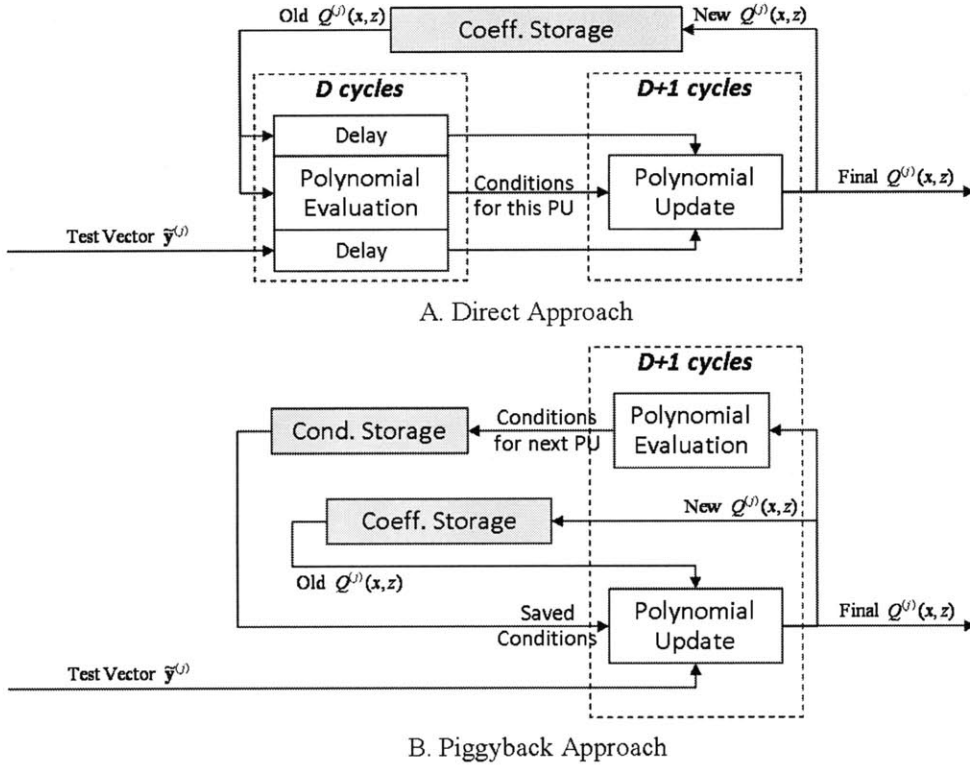 Old Q^(j)(x,z)
Coeff. Storage
New Q^(j)(x,z)
D cycles
D+1 cycles
Delay
Polynomial
Evaluation
Conditions
for this PU
Polynomial
Update
Final Q^(j)(x,z)
Test Vector ỹ^(j)
Delay
A. Direct Approach
D+1 cycles
Cond. Storage
Conditions
for next PU
Polynomial
Evaluation
Coeff. Storage
New Q^(j)(x,z)
Old Q^(j)(x,z)
Saved
Conditions
Polynomial
Update
Final Q^(j)(x,z)
Test Vector ỹ^(j)
B. Piggyback Approach